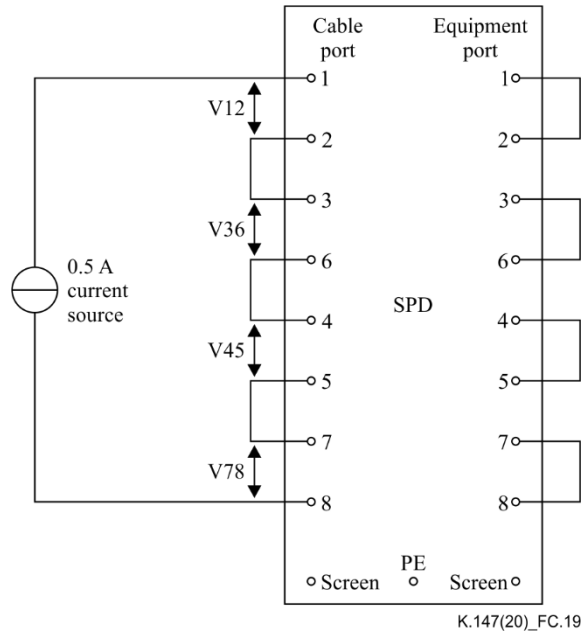 Cable
port
Equipment
port
1
1
V12
2
2
3
3
V36
6
6
0.5 A
current
source
4
SPD
4
V45
5
5
7
7
V78
8
8
PE
Screen
Screen
K.147(20)_FC.19